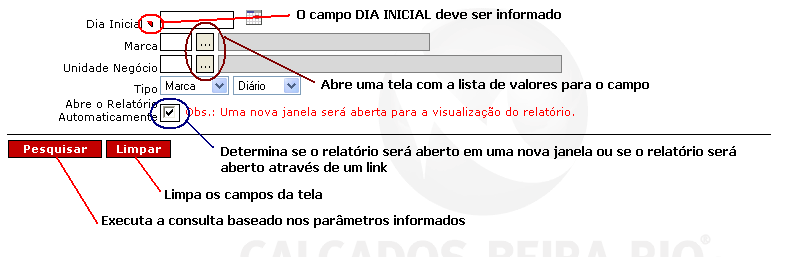 Dia Inicial
O campo DIA INICIAL deve ser informado
Marca ...
Unidade Negócio ...
Abre uma tela com a lista de valores para o campo
Tipo Marca Diário
Abre o Relatório
Automaticamente Obs.: Uma nova janela será aberta para a visualização do relatório.
Determina se o relatório será aberto em uma nova janela ou se o relatório será
aberto através de um link
Pesquisar Limpar
Limpa os campos da tela
Executa a consulta baseado nos parâmetros informados
CALÇADOS BEIRA RIO®